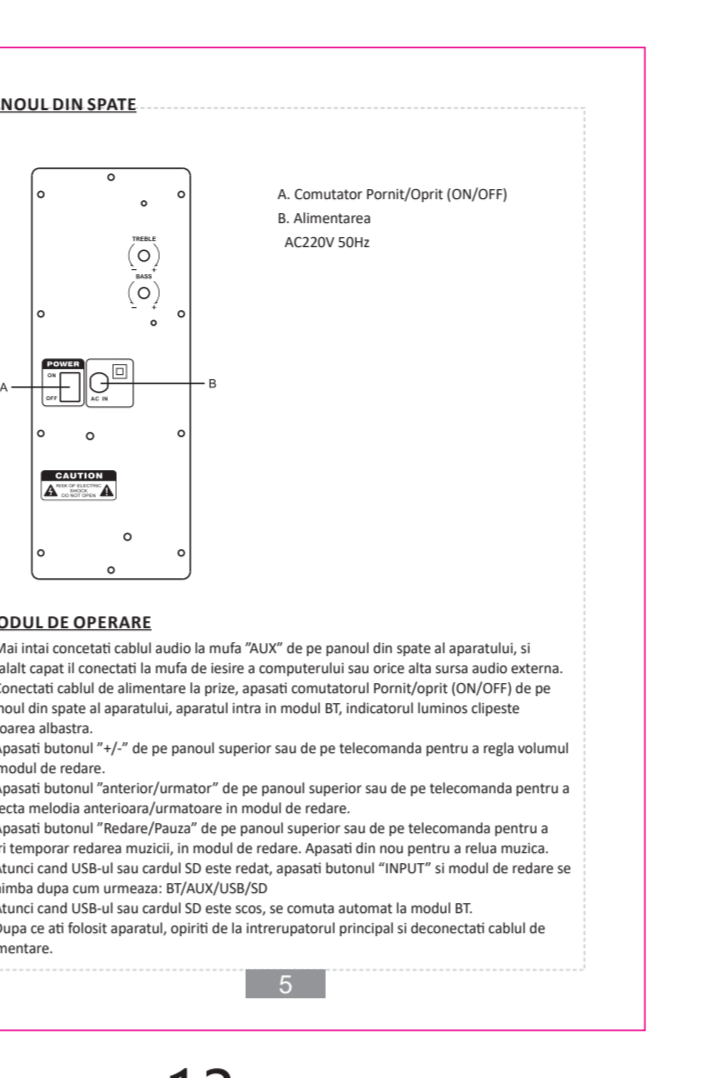 NOUL DIN SPATE
A. Comutator Pornit/Oprit (ON/OFF)
B. Alimentarea
AC220V 50Hz
TREBLE
- +
BASS
- +
POWER
ON
OFF
AC IN
A
B
CAUTION
RISK OF ELECTRIC
SHOCK
DO NOT OPEN
ODUL DE OPERARE
Mai intai concetati cablul audio la mufa "AUX" de pe panoul din spate al aparatului, si
alalt capat il conectati la mufa de iesire a computerului sau orice alta sursa audio externa.
Conectati cablul de alimentare la prize, apasati comutatorul Pornit/oprit (ON/OFF) de pe
noul din spate al aparatului, aparatul intra in modul BT, indicatorul luminos clipeste
oarea albastra.
Apasati butonul "+/-" de pe panoul superior sau de pe telecomanda pentru a regla volumul
modul de redare.
Apasati butonul "anterior/urmator" de pe panoul superior sau de pe telecomanda pentru a
ecta melodia anterioara/urmatoare in modul de redare.
Apasati butonul "Redare/Pauza" de pe panoul superior sau de pe telecomanda pentru a
ri temporar redarea muzicii, in modul de redare. Apasati din nou pentru a relua muzica.
Atunci cand USB-ul sau cardul SD este redat, apasati butonul "INPUT" si modul de redare se
himba dupa cum urmeaza: BT/AUX/USB/SD
Atunci cand USB-ul sau cardul SD este scos, se comuta automat la modul BT.
Dupa ce ati folosit aparatul, opiriti de la intrerupatorul principal si deconectati cablul de
mentare.
5